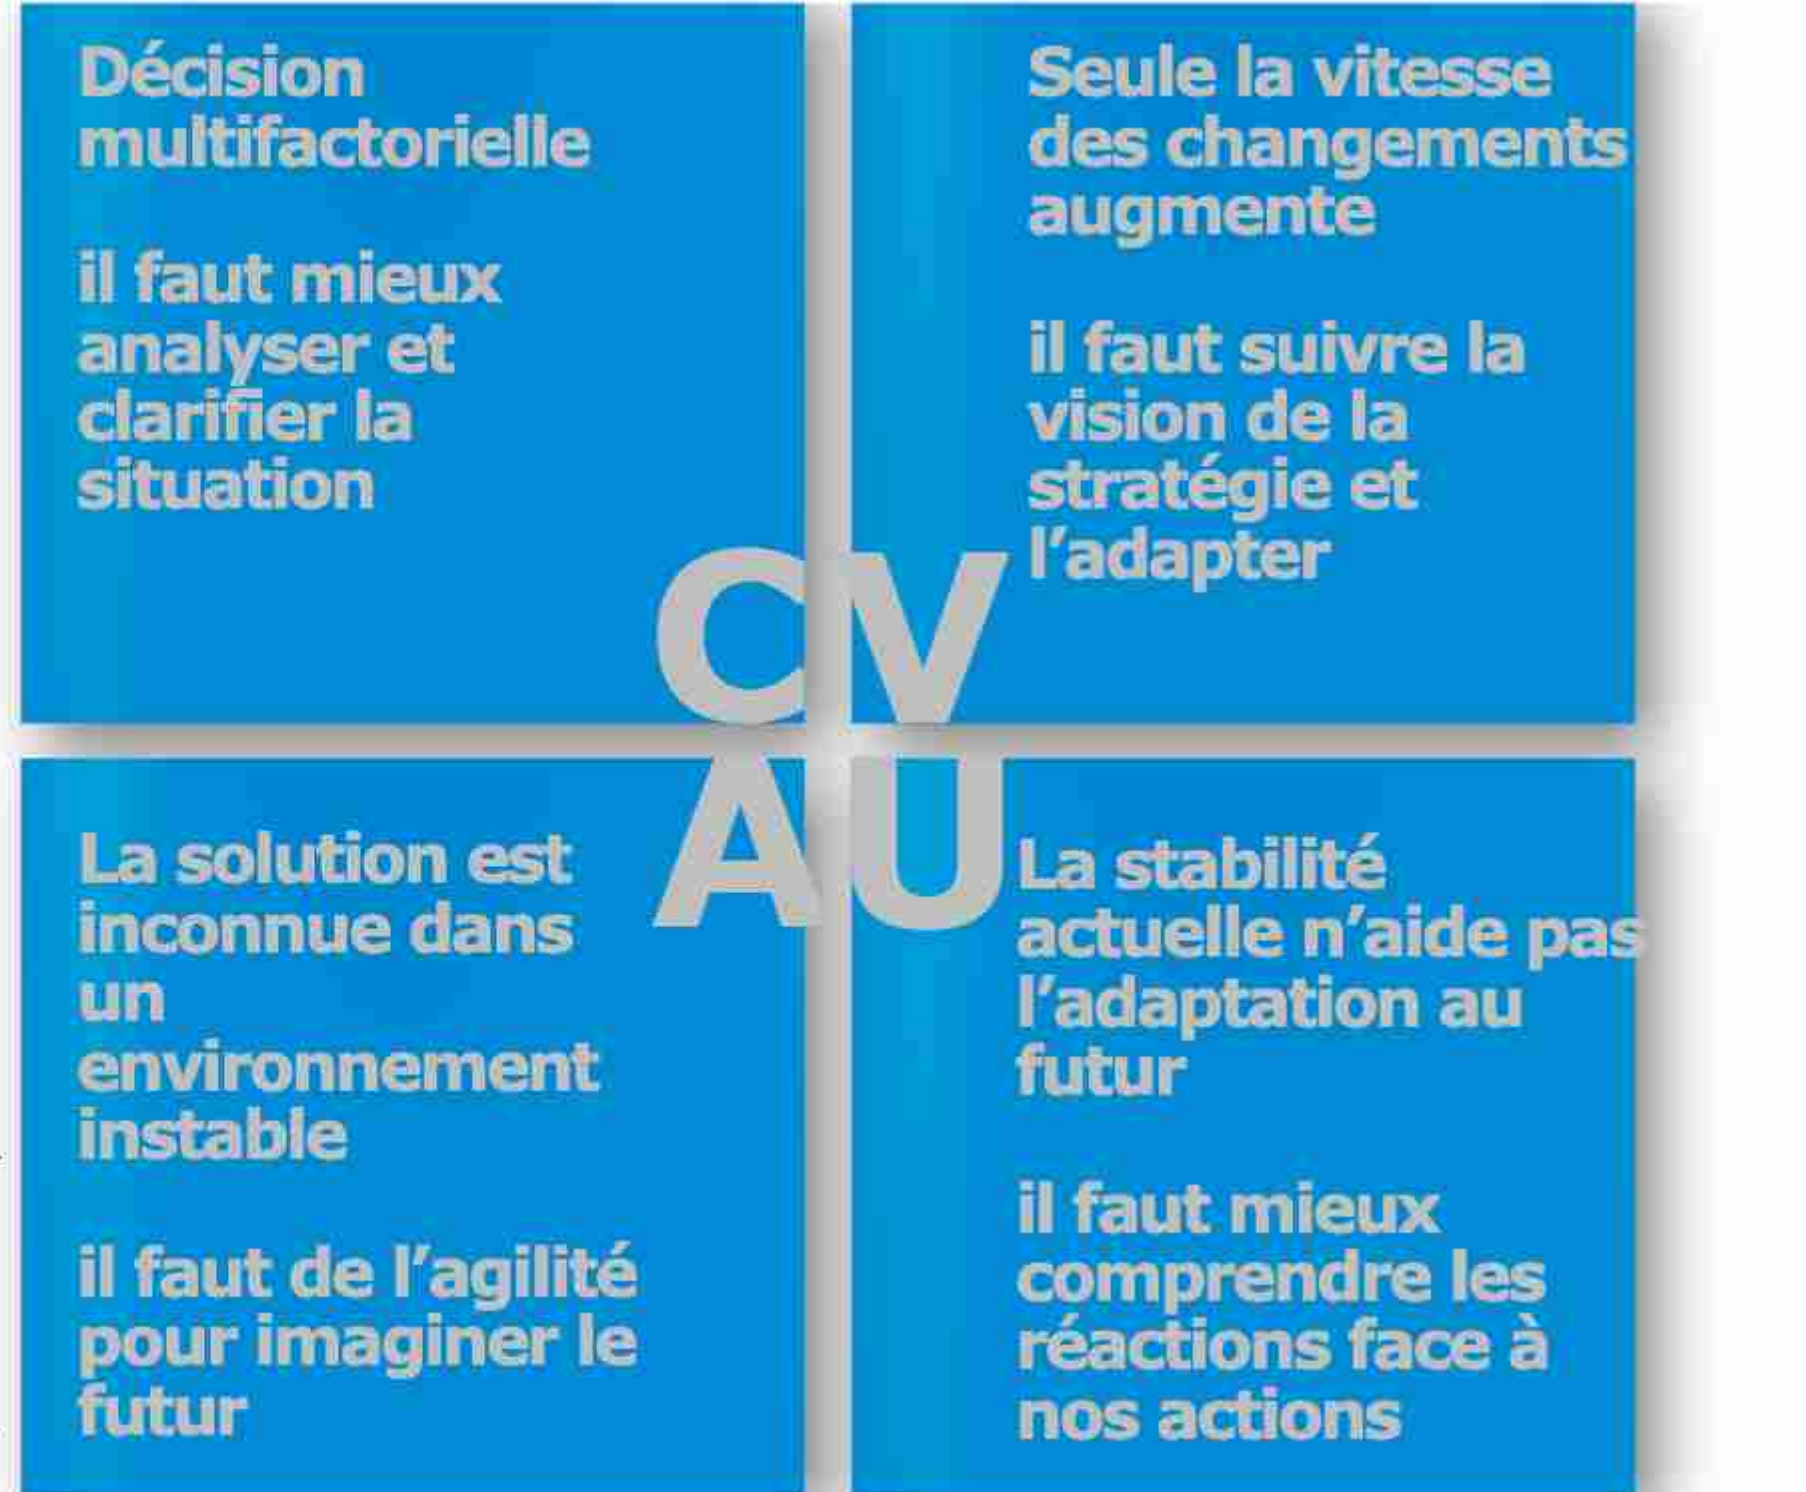 Décision
multifactorielle
il faut mieux
analyser et
clarifier la
situation
Seule la vitesse
des changements
augmente
il faut suivre la
vision de la
stratégie et
l’adapter
C V
A U
La solution est
inconnue dans
un
environnement
instable
il faut de l’agilité
pour imaginer le
futur
La stabilité
actuelle n’aide pas
l’adaptation au
futur
il faut mieux
comprendre les
réactions face à
nos actions